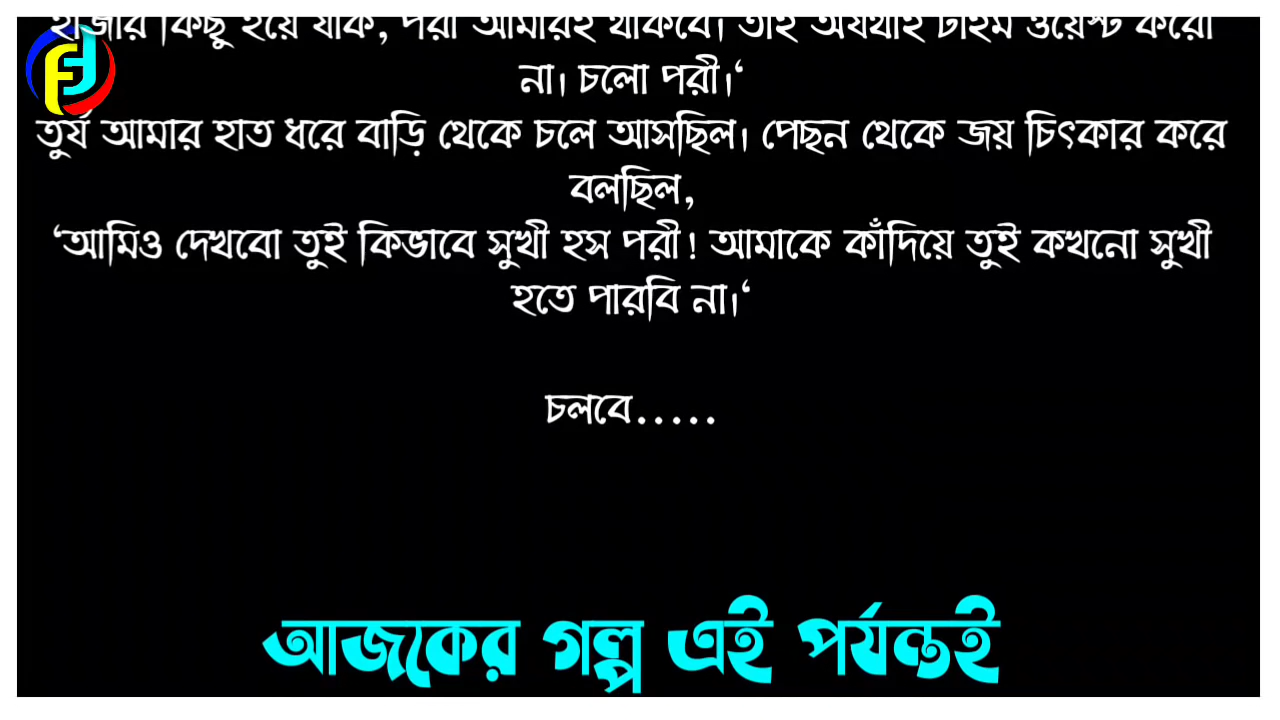 হাজার কিছু হয়ে যাক, পরী আমারই থাকবে। তাই অযথাই টাইম ওয়েস্ট করো
না। চলো পরী।‘
তুর্য আমার হাত ধরে বাড়ি থেকে চলে আসছিল। পেছন থেকে জয় চিৎকার করে
বলছিল,
‘আমিও দেখবো তুই কিভাবে সুখী হস পরী! আমাকে কাঁদিয়ে তুই কখনো সুখী
হতে পারবি না।‘
চলবে.....
আজকের গল্প এই পর্যন্তই